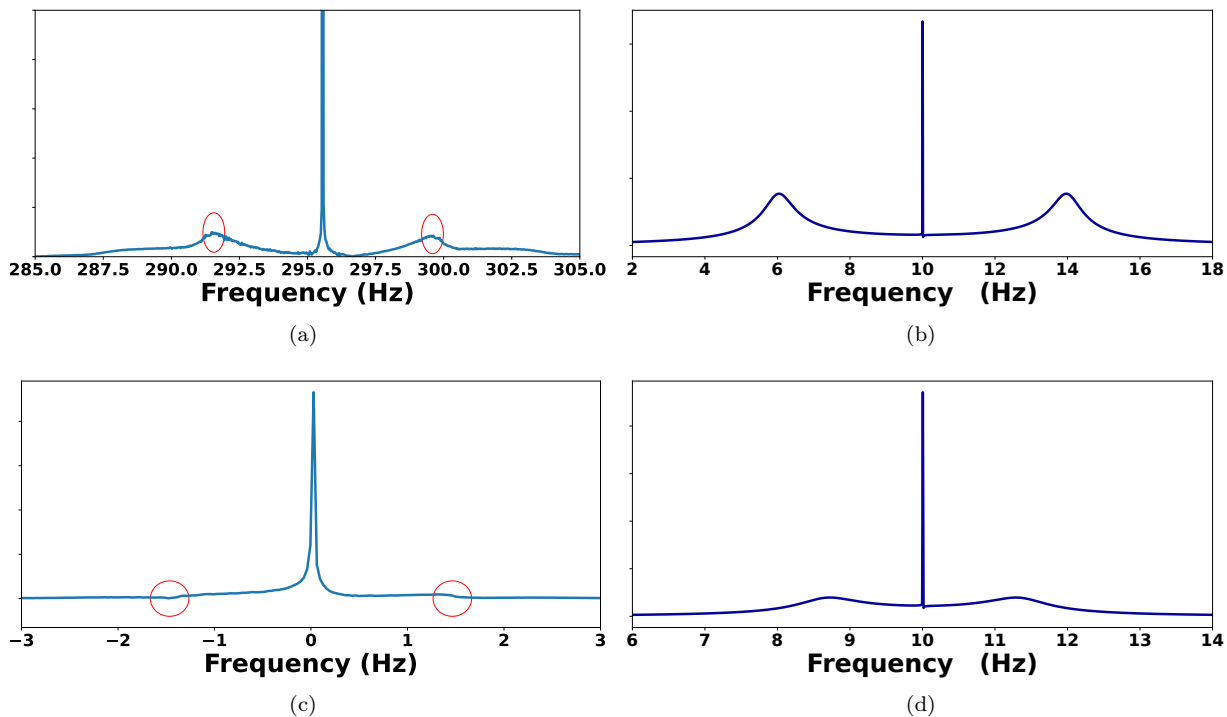 285.0 287.5 290.0 292.5 295.0 297.5 300.0 302.5 305.0
Frequency (Hz)
(a)
2 4 6 8 10 12 14 16 18
Frequency (Hz)
(b)
−3 −2 −1 0 1 2 3
Frequency (Hz)
(c)
6 7 8 9 10 11 12 13 14
Frequency (Hz)
(d)